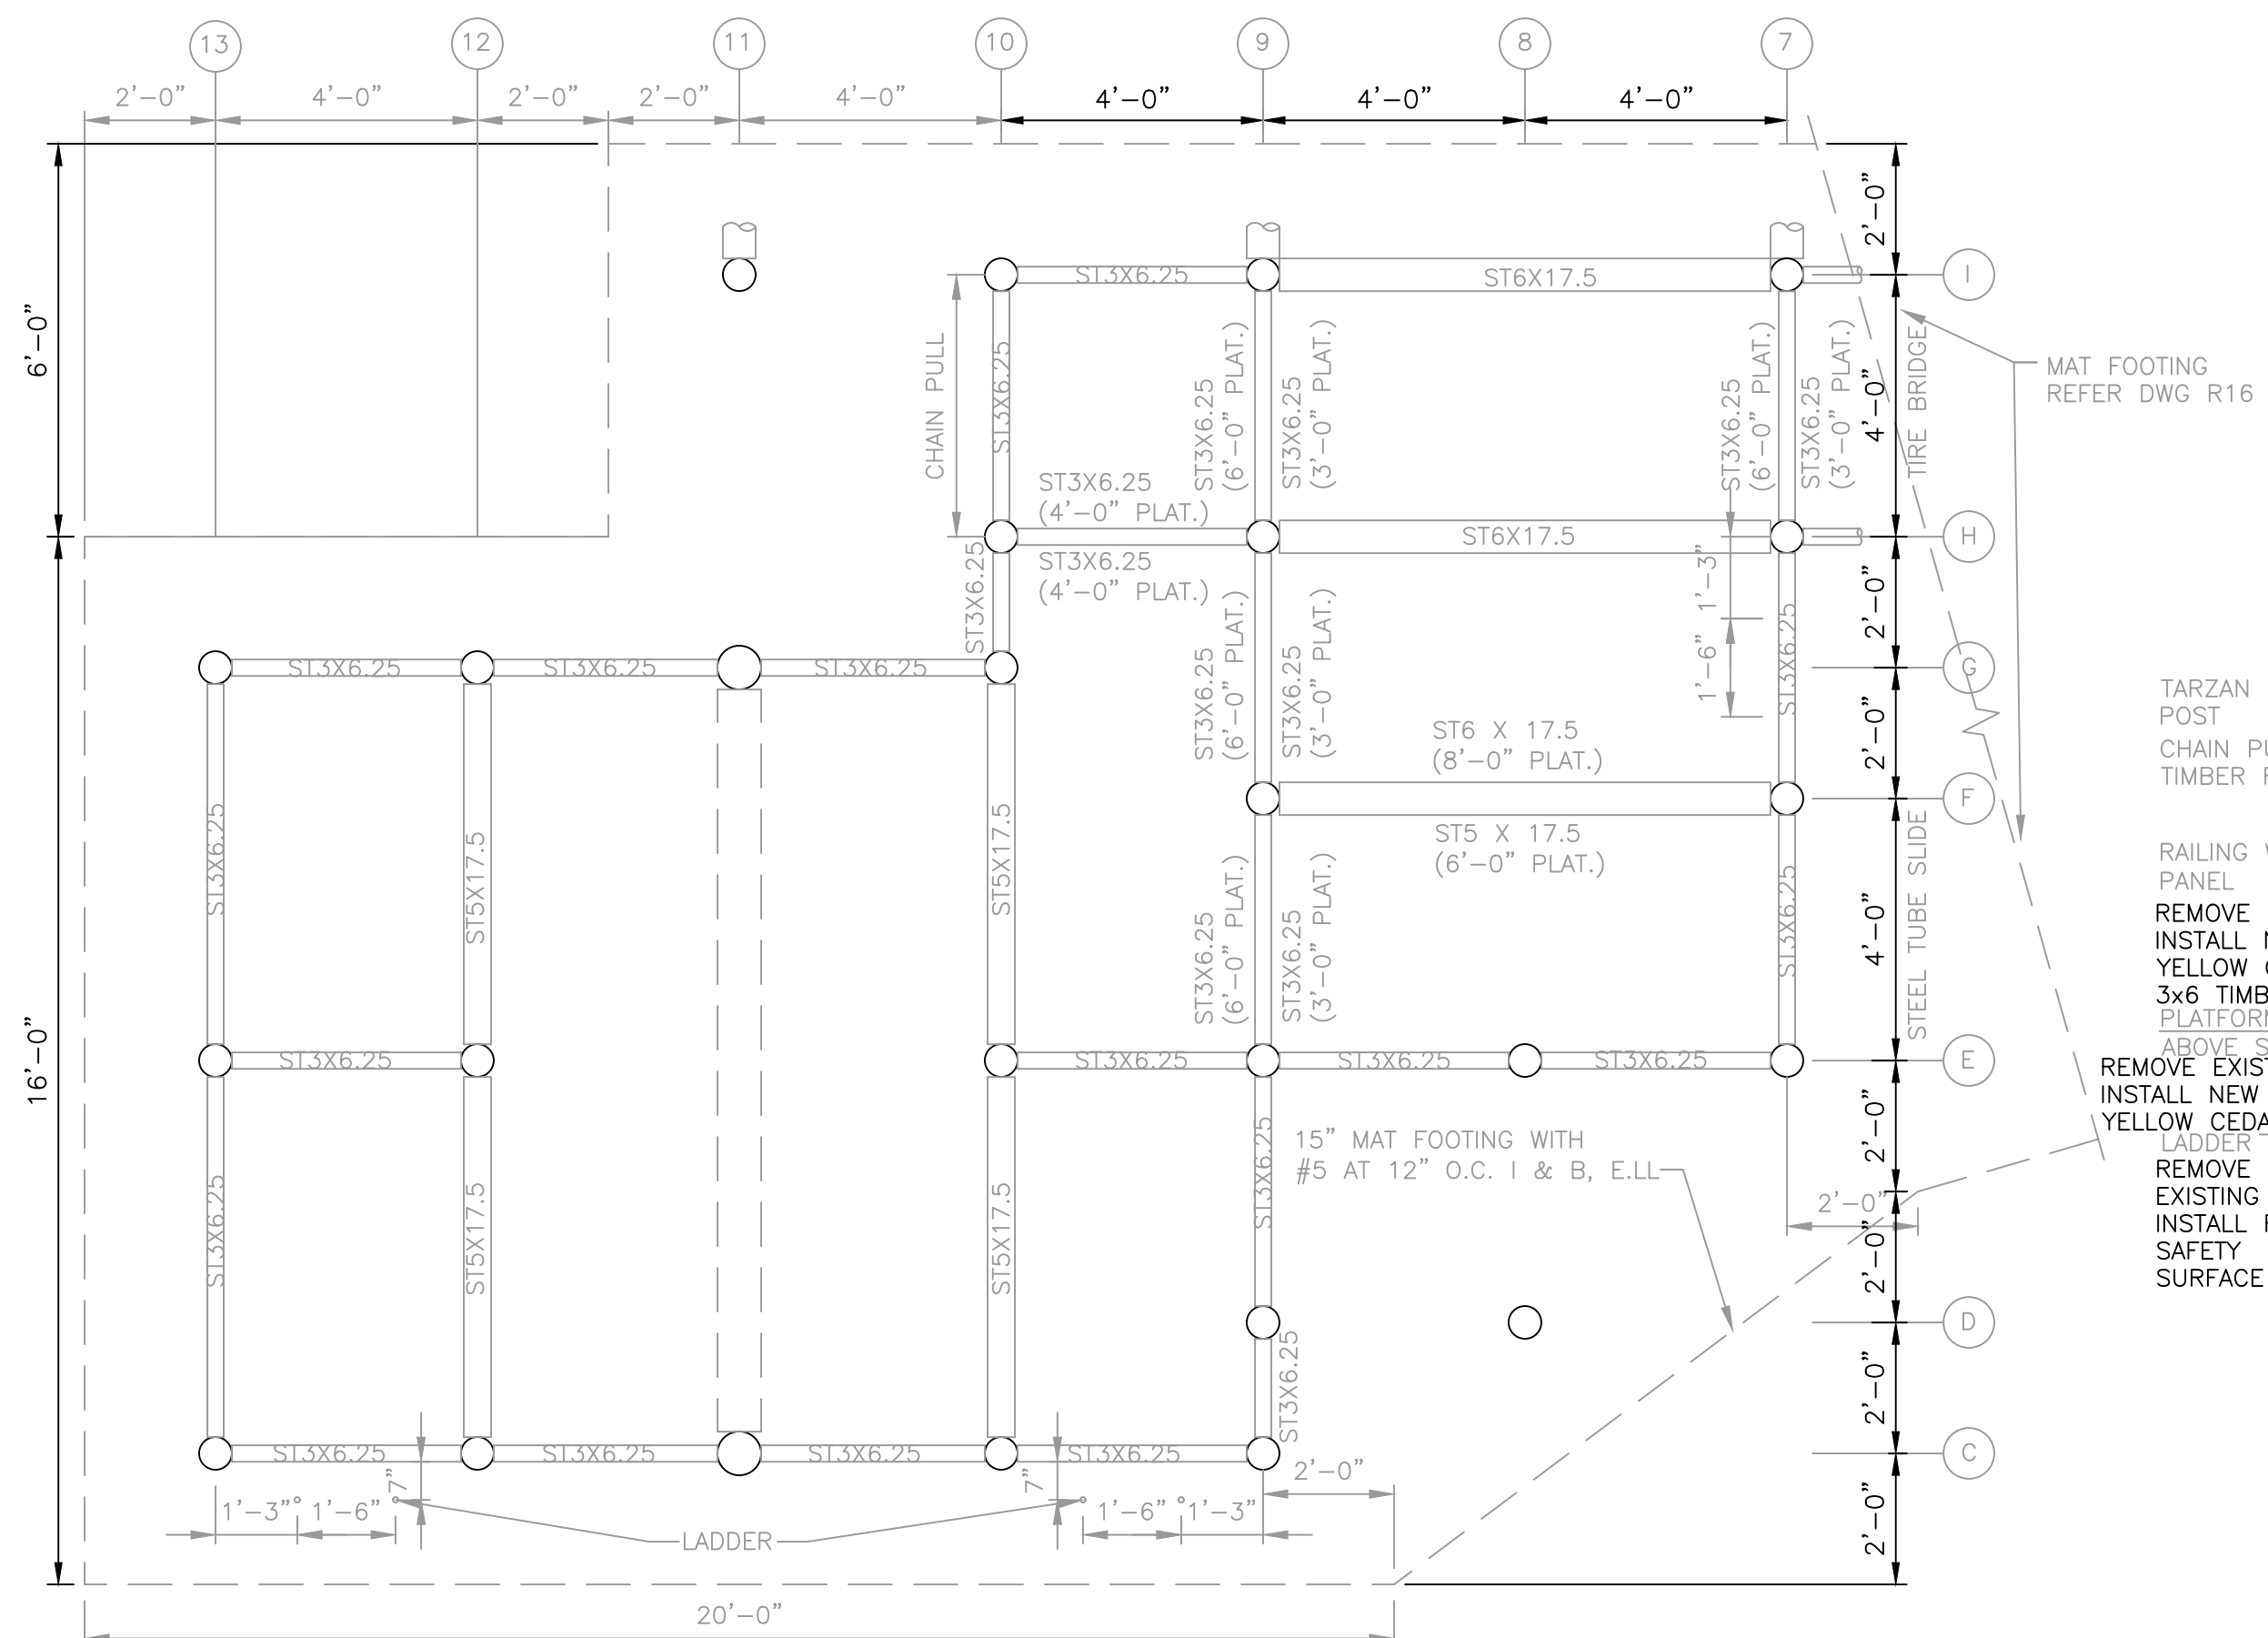 13
12
11
10
9
8
7
2'-0"
4'-0"
2'-0"
2'-0"
4'-0"
4'-0"
4'-0"
4'-0"
2'-0"
6'-0"
ST3X6.25
ST6X17.5
I
CHAIN PULL
ST3X6.25
ST3X6.25
(6'-0" PLAT.)
ST3X6.25
(3'-0" PLAT.)
ST3X6.25
(6'-0" PLAT.)
ST3X6.25
(3'-0" PLAT.)
4'-0"
TIRE BRIDGE
MAT FOOTING
REFER DWG R16
ST3X6.25
(4'-0" PLAT.)
ST6X17.5
H
ST3X6.25
(4'-0" PLAT.)
ST3X6.25
1'-3"
2'-0"
ST3X6.25
ST3X6.25
ST3X6.25
ST3X6.25
(6'-0" PLAT.)
ST3X6.25
(3'-0" PLAT.)
1'-6"
ST3X6.25
G
TARZAN
POST
CHAIN
TIMBER
2'-0"
ST6 X 17.5
(8'-0" PLAT.)
F
ST5 X 17.5
(6'-0" PLAT.)
ST3X6.25
ST5X17.5
ST5X17.5
ST3X6.25
(6'-0" PLAT.)
ST3X6.25
(3'-0" PLAT.)
ST3X6.25
4'-0"
STEEL TUBE SLIDE
RAILING
PANEL
REMOVE
INSTALL
YELLOW
3x6
PLATFORM
ABOVE
16'-0"
ST3X6.25
ST3X6.25
ST3X6.25
ST3X6.25
E
REMOVE
INSTALL NEW
YELLOW
LADDER
REMOVE
EXISTING
INSTALL
SAFETY
SURFACE
15" MAT FOOTING WITH
#5 AT 12" O.C. I & B, E.LL
2'-0"
2'-0"
ST3X6.25
ST5X17.5
ST5X17.5
ST3X6.25
2'-0"
D
ST3X6.25
2'-0"
ST3X6.25
ST3X6.25
ST3X6.25
ST3X6.25
C
7"
7"
2'-0"
1'-3"
1'-6"
1'-6"
1'-3"
2'-0"
LADDER
20'-0"